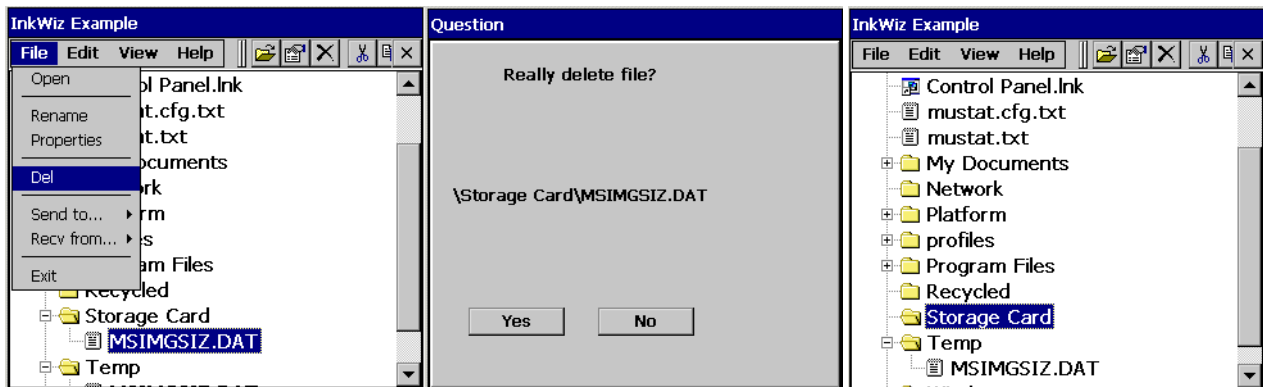 InkWiz Example
File Edit View Help
Open
Rename
Properties
Del
Send to...
Recv from...
Exit
ol Panel.lnk
t.cfg.txt
t.txt
ocuments
rk
rm
s
am Files
Recycled
Storage Card
MSIMGSIZ.DAT
Temp
Question
Really delete file?
\Storage Card\MSIMGSIZ.DAT
Yes No
InkWiz Example
File Edit View Help
Control Panel.lnk
mustat.cfg.txt
mustat.txt
My Documents
Network
Platform
profiles
Program Files
Recycled
Storage Card
Temp
MSIMGSIZ.DAT